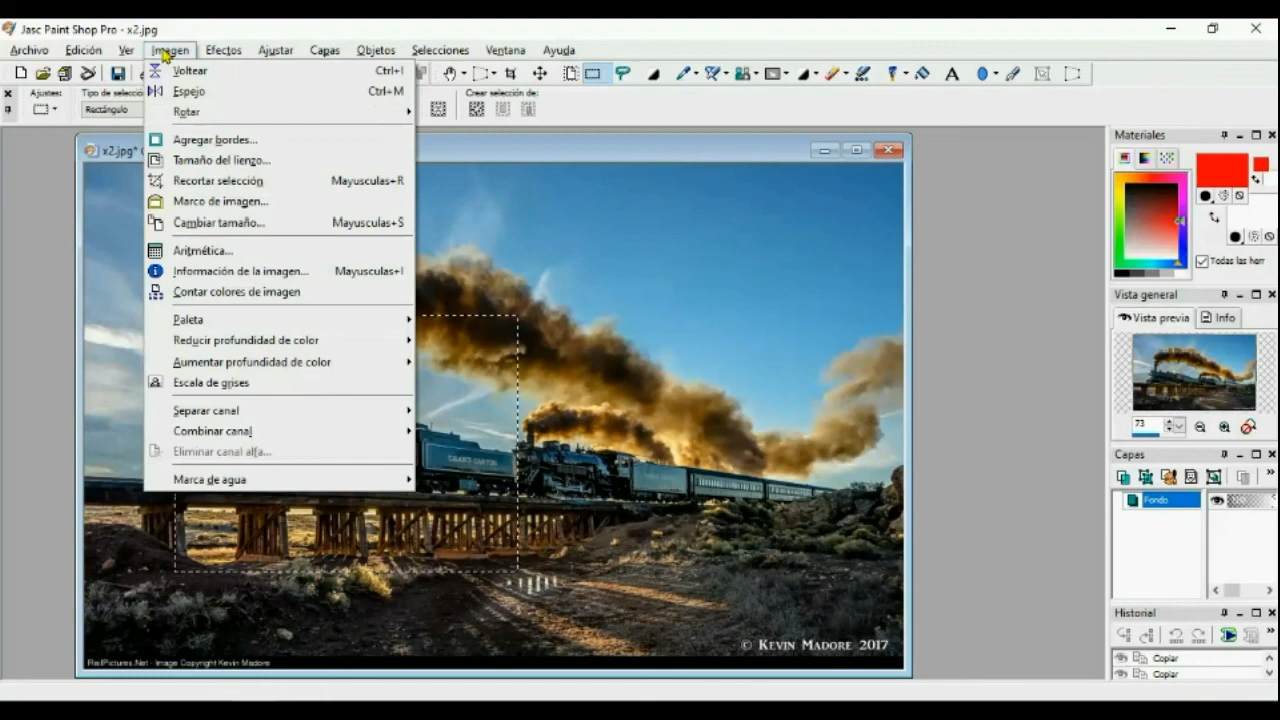 Jasc Paint Shop Pro - x2.jpg
Archivo Edición Ver Imagen Efectos Ajustar Capas Objetos Selecciones Ventana Ayuda
Voltear Ctrl+I
Espejo Ctrl+M
Rotar
Agregar bordes...
Tamaño del lienzo...
Recortar selección Mayusculas+R
Marco de imagen...
Cambiar tamaño... Mayusculas+S
Aritmética...
Información de la imagen... Mayusculas+I
Contar colores de imagen
Paleta
Reducir profundidad de color
Aumentar profundidad de color
Escala de grises
Separar canal
Combinar canal
Eliminar canal alfa...
Marca de agua
Ajustes:
Tipo de selecció
Rectángulo
Crear selección de:
x2.jpg*
GRAND CANYON
© KEVIN MADORE 2017
RailPictures.Net - Image Copyright Kevin Madore
Materiales
Todas las herr
Vista general
Vista previa Info
73
Capas
Fondo
Historial
Copiar
Copiar